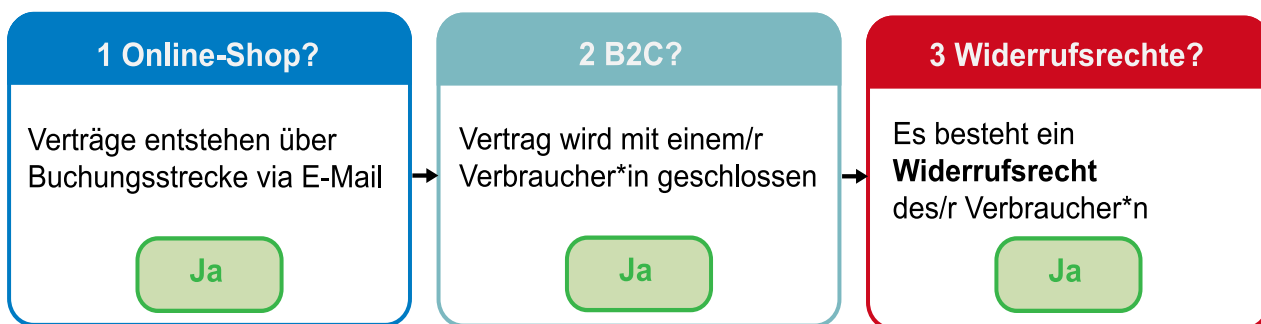 1 Online-Shop?
Verträge entstehen über
Buchungsstrecke via E-Mail
Ja
2 B2C?
Vertrag wird mit einem/r
Verbraucher*in geschlossen
Ja
3 Widerrufsrechte?
Es besteht ein
Widerrufsrecht
des/r Verbraucher*n
Ja